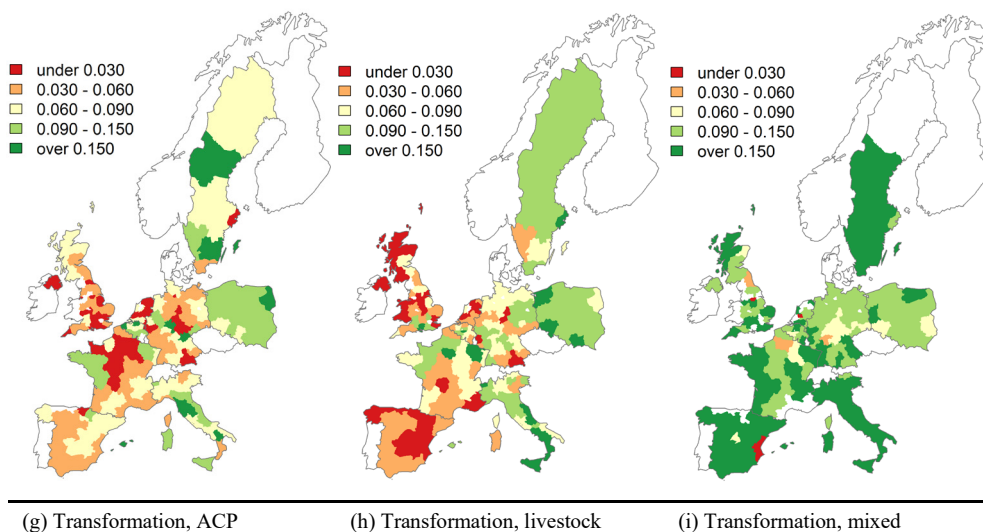 under 0.030
0.030 - 0.060
0.060 - 0.090
0.090 - 0.150
over 0.150
under 0.030
0.030 - 0.060
0.060 - 0.090
0.090 - 0.150
over 0.150
under 0.030
0.030 - 0.060
0.060 - 0.090
0.090 - 0.150
over 0.150
(g) Transformation, ACP
(h) Transformation, livestock
(i) Transformation, mixed